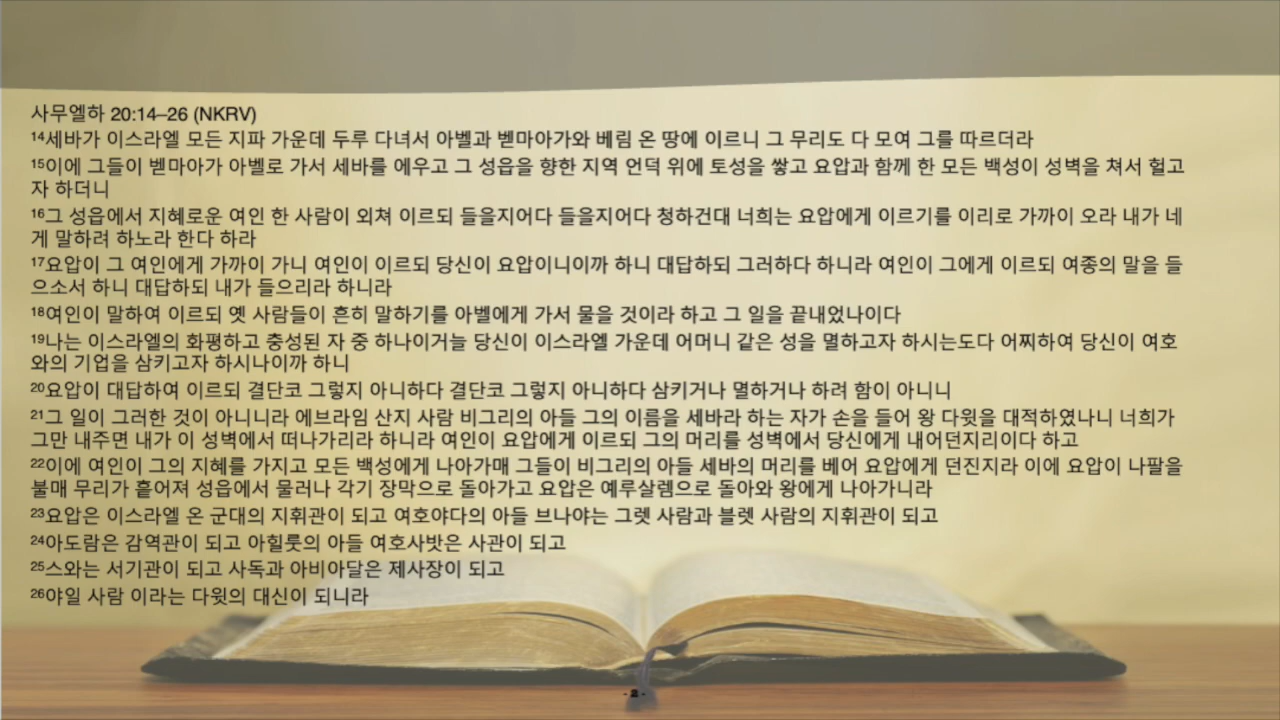 사무엘하 20:14–26 (NKRV)
¹⁴세바가 이스라엘 모든 지파 가운데 두루 다녀서 아벨과 벧마아가와 베림 온 땅에 이르니 그 무리도 다 모여 그를 따르더라
¹⁵이에 그들이 벧마아가 아벨로 가서 세바를 에우고 그 성읍을 향한 지역 언덕 위에 토성을 쌓고 요압과 함께 한 모든 백성이 성벽을 쳐서 헐고
자 하더니
¹⁶그 성읍에서 지혜로운 여인 한 사람이 외쳐 이르되 들을지어다 들을지어다 청하건대 너희는 요압에게 이르기를 이리로 가까이 오라 내가 네
게 말하려 하노라 한다 하라
¹⁷요압이 그 여인에게 가까이 가니 여인이 이르되 당신이 요압이니이까 하니 대답하되 그러하다 하니라 여인이 그에게 이르되 여종의 말을 들
으소서 하니 대답하되 내가 들으리라 하니라
¹⁸여인이 말하여 이르되 옛 사람들이 흔히 말하기를 아벨에게 가서 물을 것이라 하고 그 일을 끝내었나이다
¹⁹나는 이스라엘의 화평하고 충성된 자 중 하나이거늘 당신이 이스라엘 가운데 어머니 같은 성을 멸하고자 하시는도다 어찌하여 당신이 여호
와의 기업을 삼키고자 하시나이까 하니
²⁰요압이 대답하여 이르되 결단코 그렇지 아니하다 결단코 그렇지 아니하다 삼키거나 멸하거나 하려 함이 아니니
²¹그 일이 그러한 것이 아니니라 에브라임 산지 사람 비그리의 아들 그의 이름을 세바라 하는 자가 손을 들어 왕 다윗을 대적하였나니 너희가
그만 내주면 내가 이 성벽에서 떠나가리라 하니라 여인이 요압에게 이르되 그의 머리를 성벽에서 당신에게 내어던지리이다 하고
²²이에 여인이 그의 지혜를 가지고 모든 백성에게 나아가매 그들이 비그리의 아들 세바의 머리를 베어 요압에게 던진지라 이에 요압이 나팔을
불매 무리가 흩어져 성읍에서 물러나 각기 장막으로 돌아가고 요압은 예루살렘으로 돌아와 왕에게 나아가니라
²³요압은 이스라엘 온 군대의 지휘관이 되고 여호야다의 아들 브나야는 그렛 사람과 블렛 사람의 지휘관이 되고
²⁴아도람은 감역관이 되고 아힐룻의 아들 여호사밧은 사관이 되고
²⁵스와는 서기관이 되고 사독과 아비아달은 제사장이 되고
²⁶야일 사람 이라는 다윗의 대신이 되니라
- 2 -